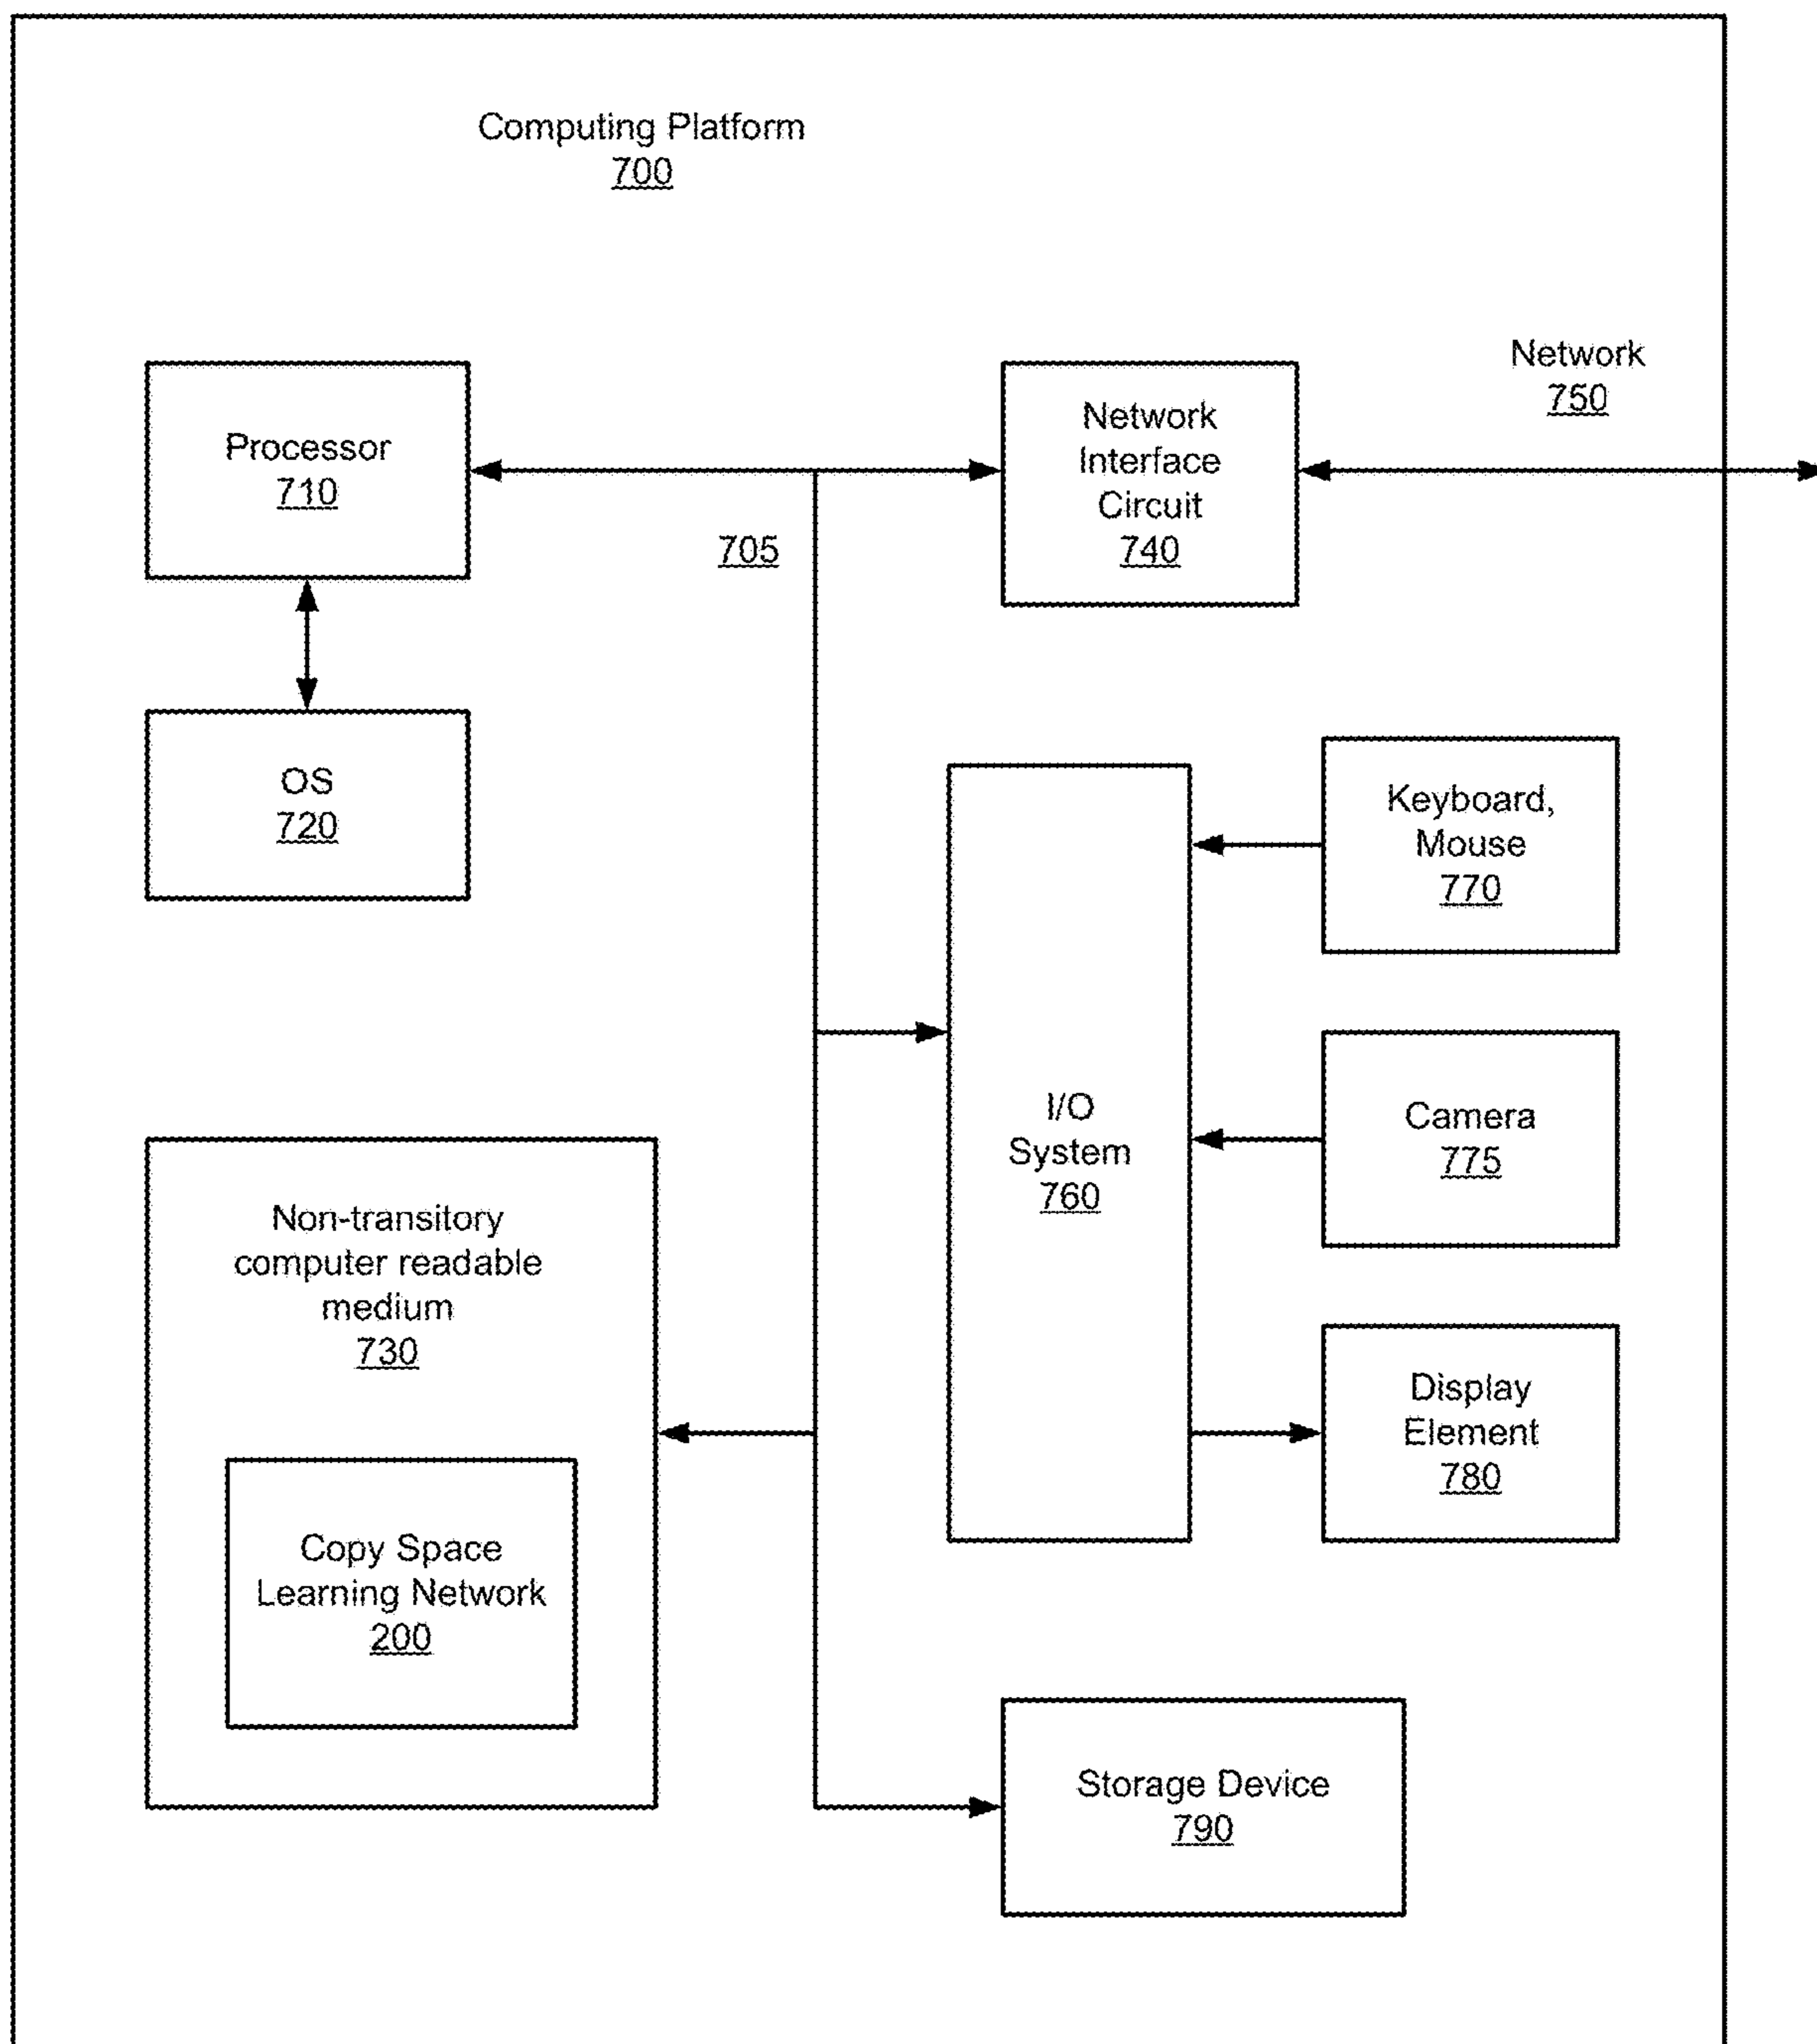 Computing Platform
700
Network
750
Processor
710
Network
Interface
Circuit
740
705
OS
720
Keyboard,
Mouse
770
I/O
System
760
Camera
775
Non-transitory
computer readable
medium
730
Display
Element
780
Copy Space
Learning Network
200
Storage Device
790